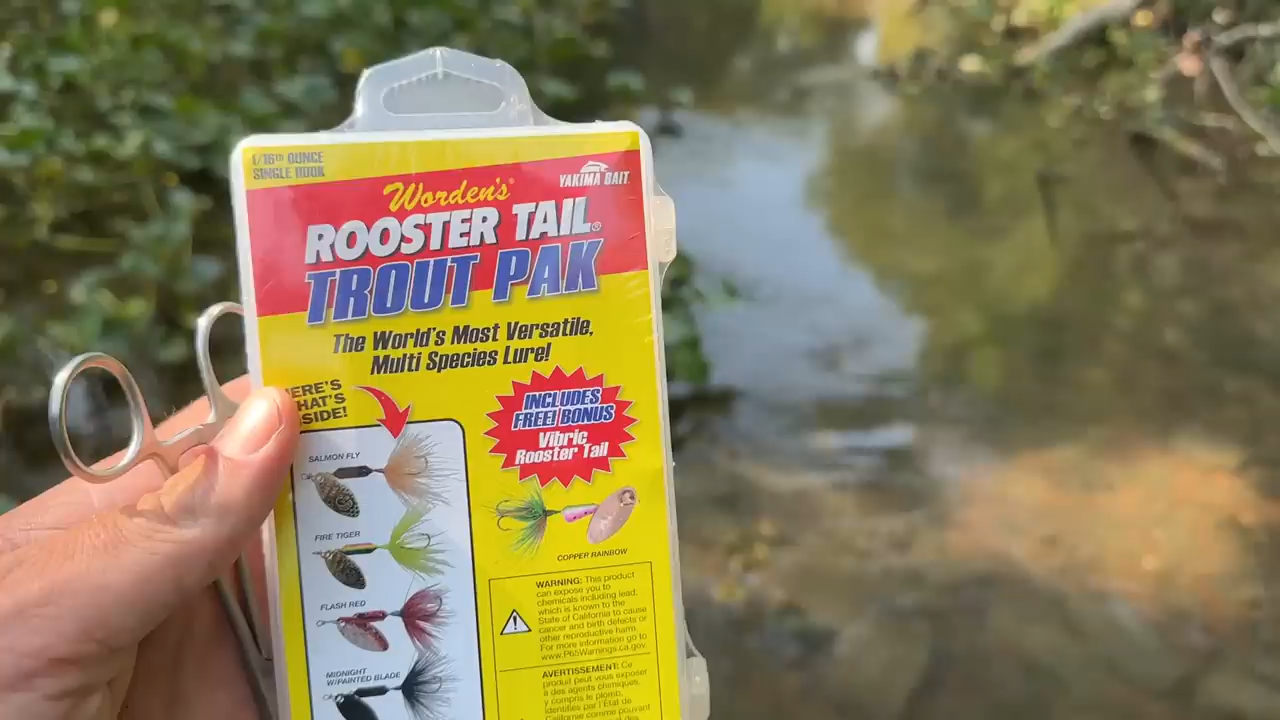 1/16th OUNCE
SINGLE HOOK
YAKIMA BAIT
Worden's®
ROOSTER TAIL®
TROUT PAK
The World's Most Versatile,
Multi Species Lure!
ERE'S
HAT'S
SIDE!
INCLUDES
FREE! BONUS
Vibric
Rooster Tail
SALMON FLY
FIRE TIGER
FLASH RED
MIDNIGHT
W/PAINTED BLADE
COPPER RAINBOW
WARNING: This product
can expose you to
chemicals including lead,
which is known to the
State of California to cause
cancer and birth defects or
other reproductive harm.
For more information go to
www.P65Warnings.ca.gov.
AVERTISSEMENT: Ce
produit peut vous exposer
à des agents chimiques,
y compris le plomb,
identifiés par l'État de
Californie comme pouvant